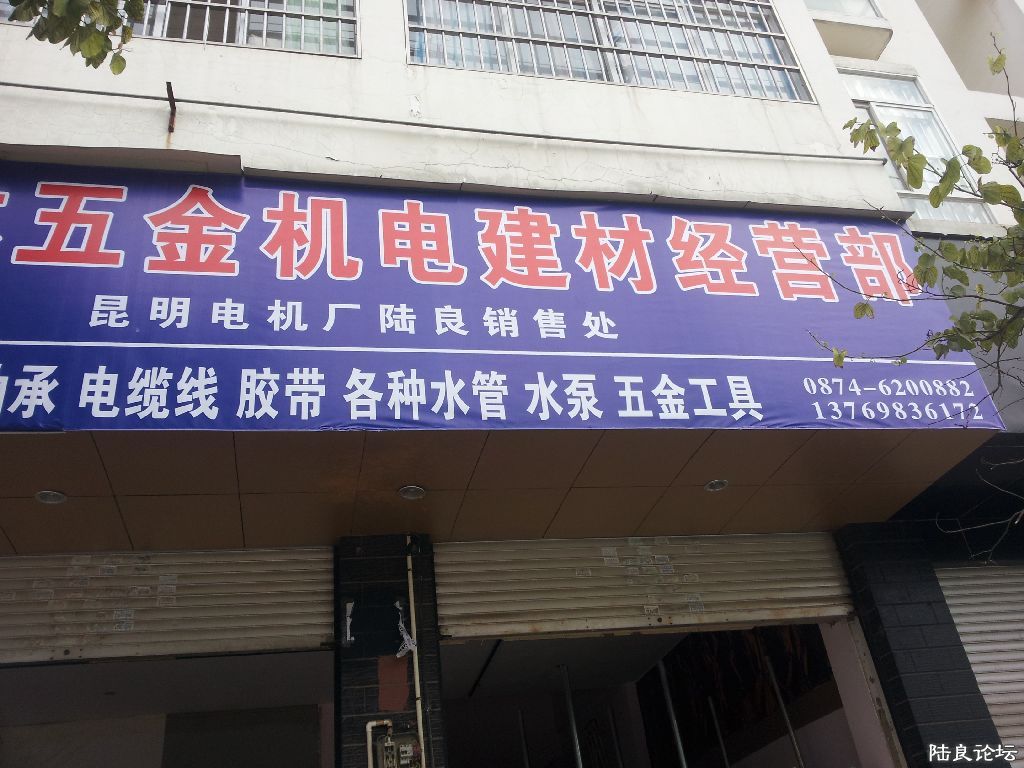 五金机电建材经营部
昆明电机厂陆良销售处
承 电缆线 胶带 各种水管 水泵 五金工具
0874-6200882
13769836172
陆良论坛